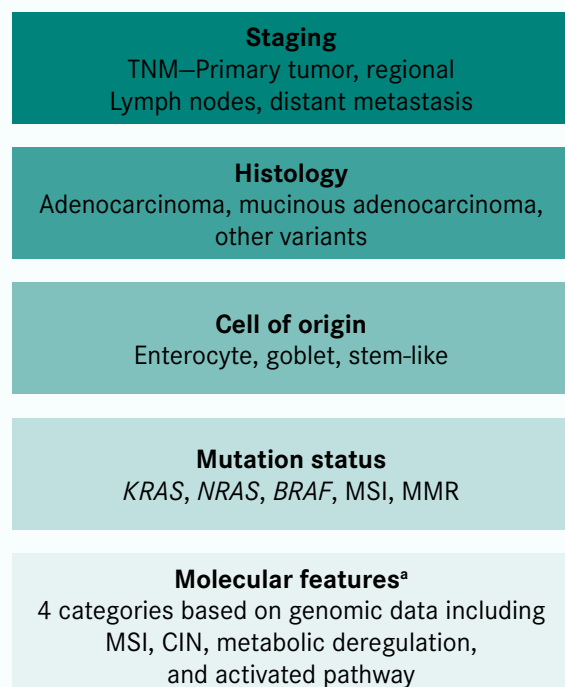 Staging
TNM—Primary tumor, regional
Lymph nodes, distant metastasis
Histology
Adenocarcinoma, mucinous adenocarcinoma,
other variants
Cell of origin
Enterocyte, goblet, stem-like
Mutation status
KRAS, NRAS, BRAF, MSI, MMR
Molecular featuresᵃ
4 categories based on genomic data including
MSI, CIN, metabolic deregulation,
and activated pathway